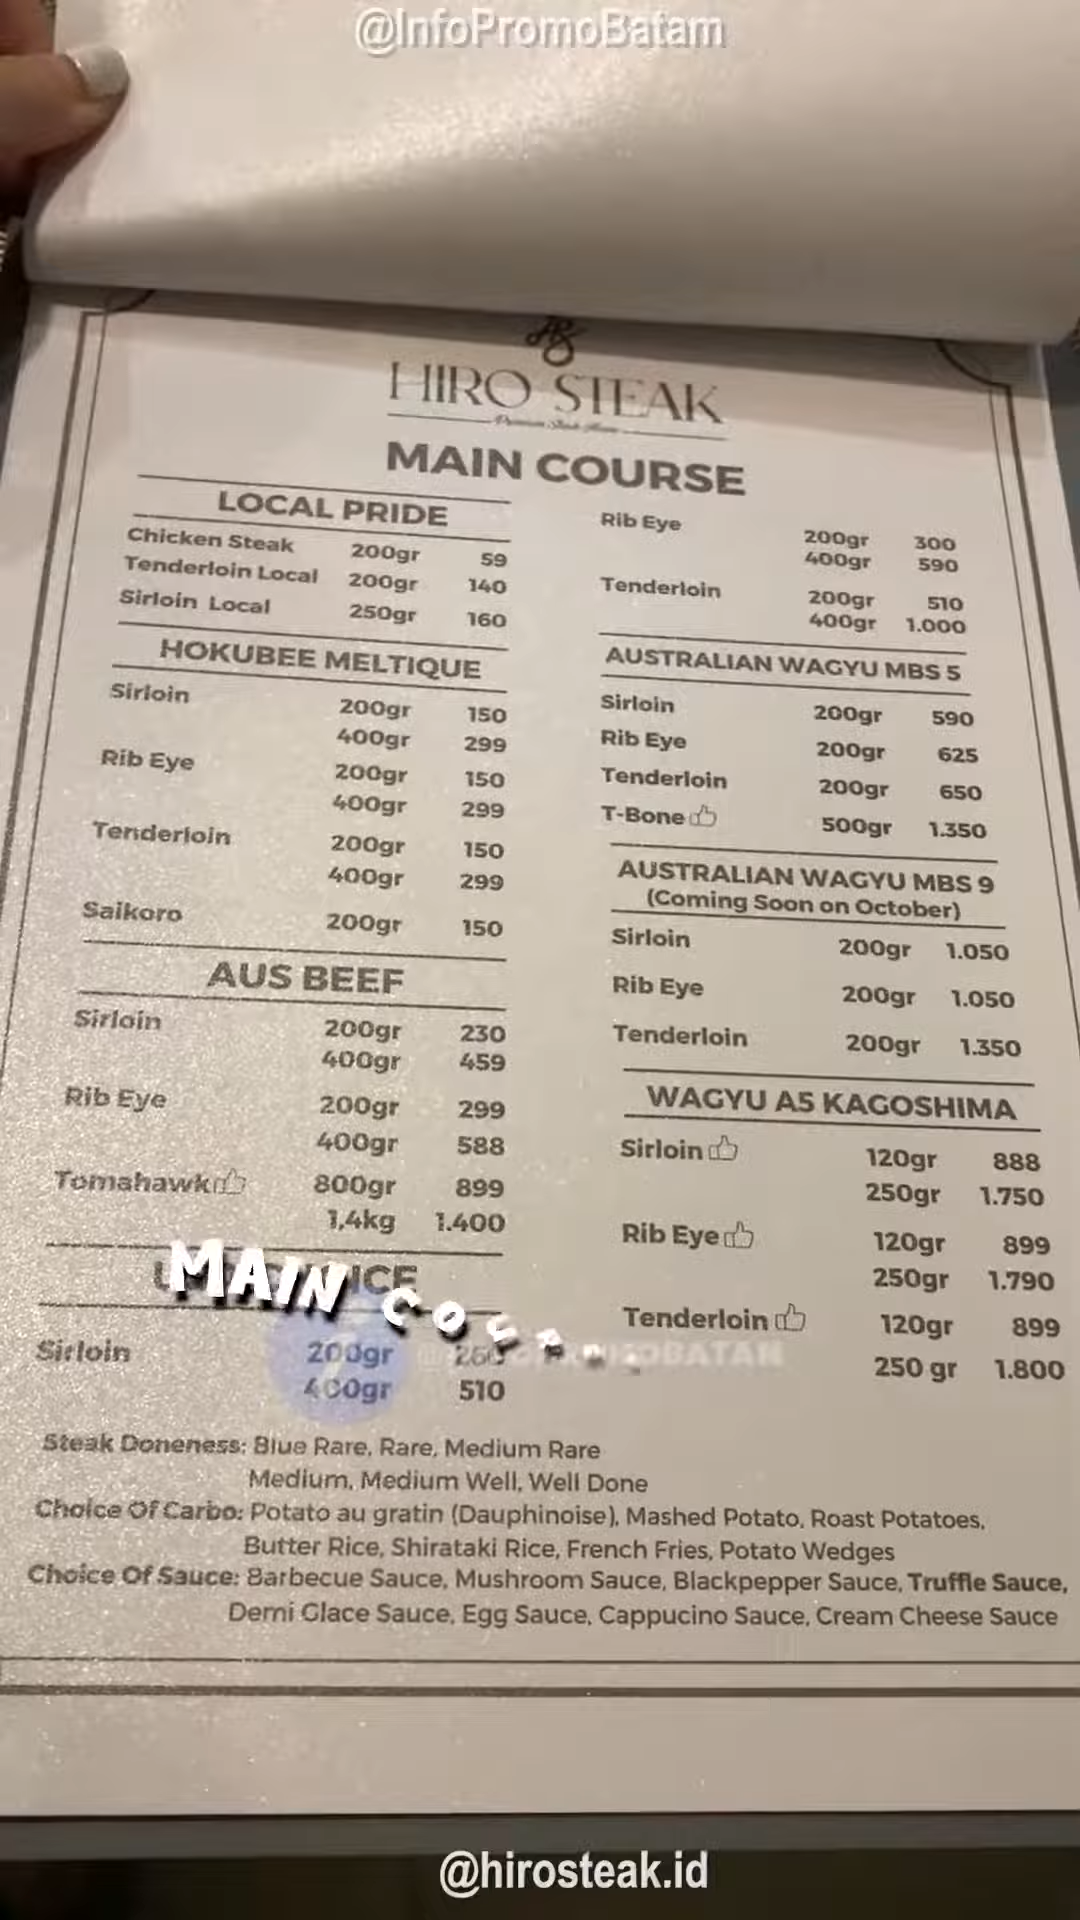 @InfoPromoBatam
HIRO STEAK
MAIN COURSE
LOCAL PRIDE
Chicken Steak 200gr 59
Tenderloin Local 200gr 140
Sirloin Local 250gr 160
HOKUBEE MELTIQUE
Sirloin 200gr 150
400gr 299
Rib Eye 200gr 150
400gr 299
Tenderloin 200gr 150
400gr 299
Saikoro 200gr 150
AUS BEEF
Sirloin 200gr 230
400gr 459
Rib Eye 200gr 299
400gr 588
Tomahawk 800gr 899
1,4kg 1.400
MAIN COUR
Sirloin 200gr
400gr 510
Rib Eye 200gr 300
400gr 590
Tenderloin 200gr 510
400gr 1.000
AUSTRALIAN WAGYU MBS 5
Sirloin 200gr 590
Rib Eye 200gr 625
Tenderloin 200gr 650
T-Bone 500gr 1.350
AUSTRALIAN WAGYU MBS 9
(Coming Soon on October)
Sirloin 200gr 1.050
Rib Eye 200gr 1.050
Tenderloin 200gr 1.350
WAGYU A5 KAGOSHIMA
Sirloin 120gr 888
250gr 1.750
Rib Eye 120gr 899
250gr 1.790
Tenderloin 120gr 899
250 gr 1.800
Steak Doneness: Blue Rare, Rare, Medium Rare
Medium, Medium Well, Well Done
Choice Of Carbo: Potato au gratin (Dauphinoise), Mashed Potato, Roast Potatoes,
Butter Rice, Shirataki Rice, French Fries, Potato Wedges
Choice Of Sauce: Barbecue Sauce, Mushroom Sauce, Blackpepper Sauce, Truffle Sauce,
Demi Glace Sauce, Egg Sauce, Cappucino Sauce, Cream Cheese Sauce
@hirosteak.id